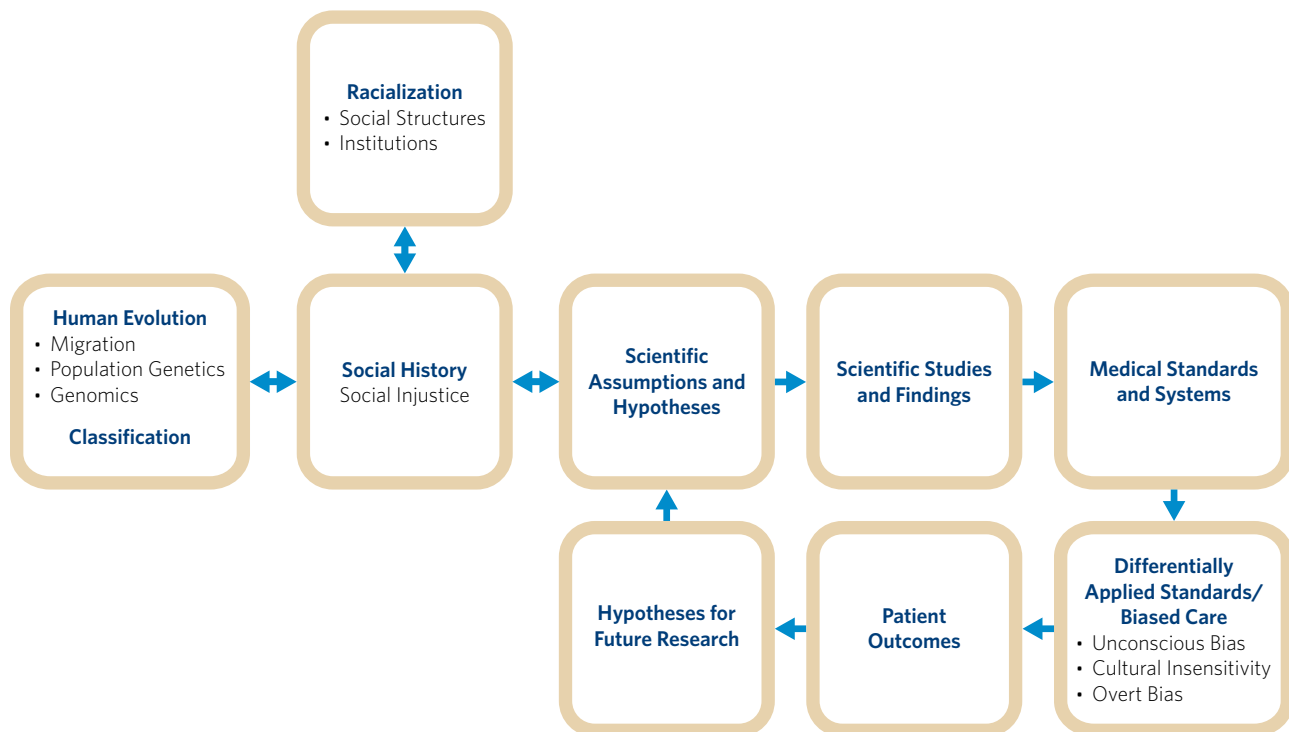 Racialization
• Social Structures
• Institutions
Human Evolution
• Migration
• Population Genetics
• Genomics
Classification
Social History
Social Injustice
Scientific
Assumptions and
Hypotheses
Scientific Studies
and Findings
Medical Standards
and Systems
Differentially
Applied Standards/
Biased Care
• Unconscious Bias
• Cultural Insensitivity
• Overt Bias
Patient
Outcomes
Hypotheses for
Future Research